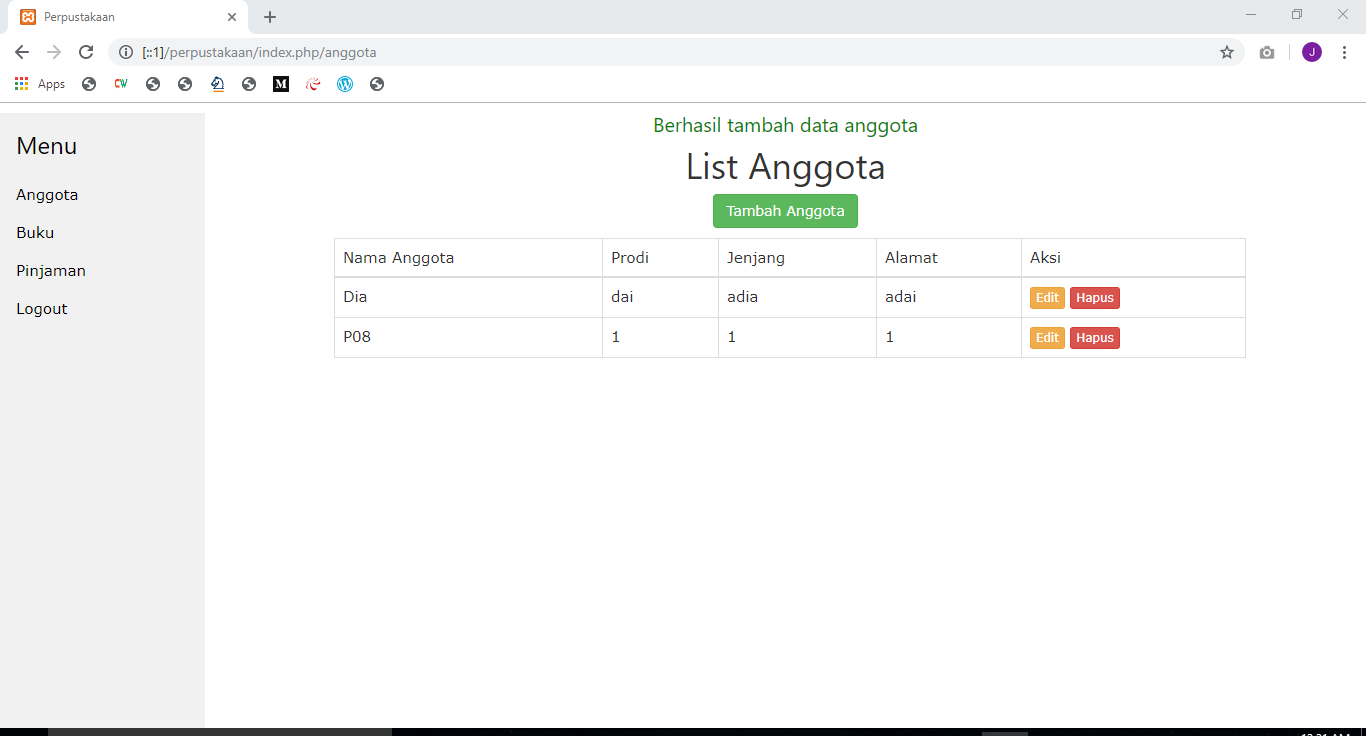 Perpustakaan
[::1]/perpustakaan/index.php/anggota
J
Apps
CW
M
Menu
Anggota
Buku
Pinjaman
Logout
Berhasil tambah data anggota
List Anggota
Tambah Anggota
Nama Anggota Prodi Jenjang Alamat Aksi
Dia dai adia adai Edit Hapus
P08 1 1 1 Edit Hapus